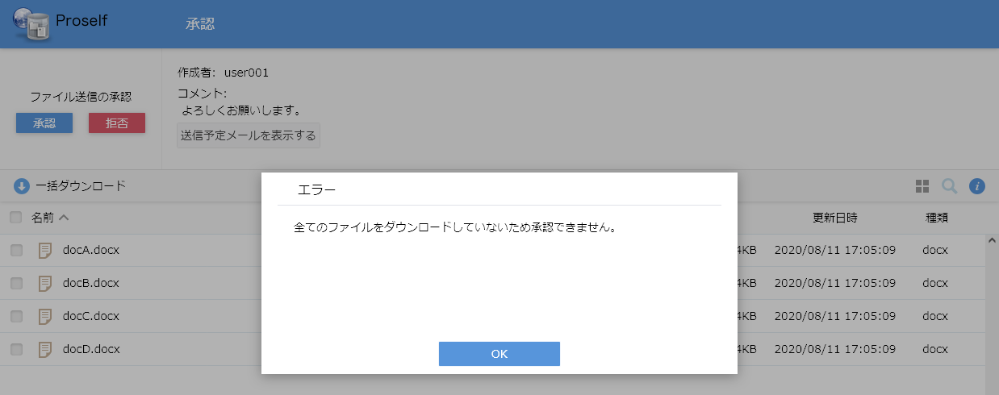 Proself
承認
ファイル送信の承認
承認 拒否
作成者: user001
コメント:
よろしくお願いします。
送信予定メールを表示する
一括ダウンロード
名前 更新日時 種類
エラー
全てのファイルをダウンロードしていないため承認できません。
OK
docA.docx 4KB 2020/08/11 17:05:09 docx
docB.docx 4KB 2020/08/11 17:05:09 docx
docC.docx 4KB 2020/08/11 17:05:09 docx
docD.docx 4KB 2020/08/11 17:05:09 docx